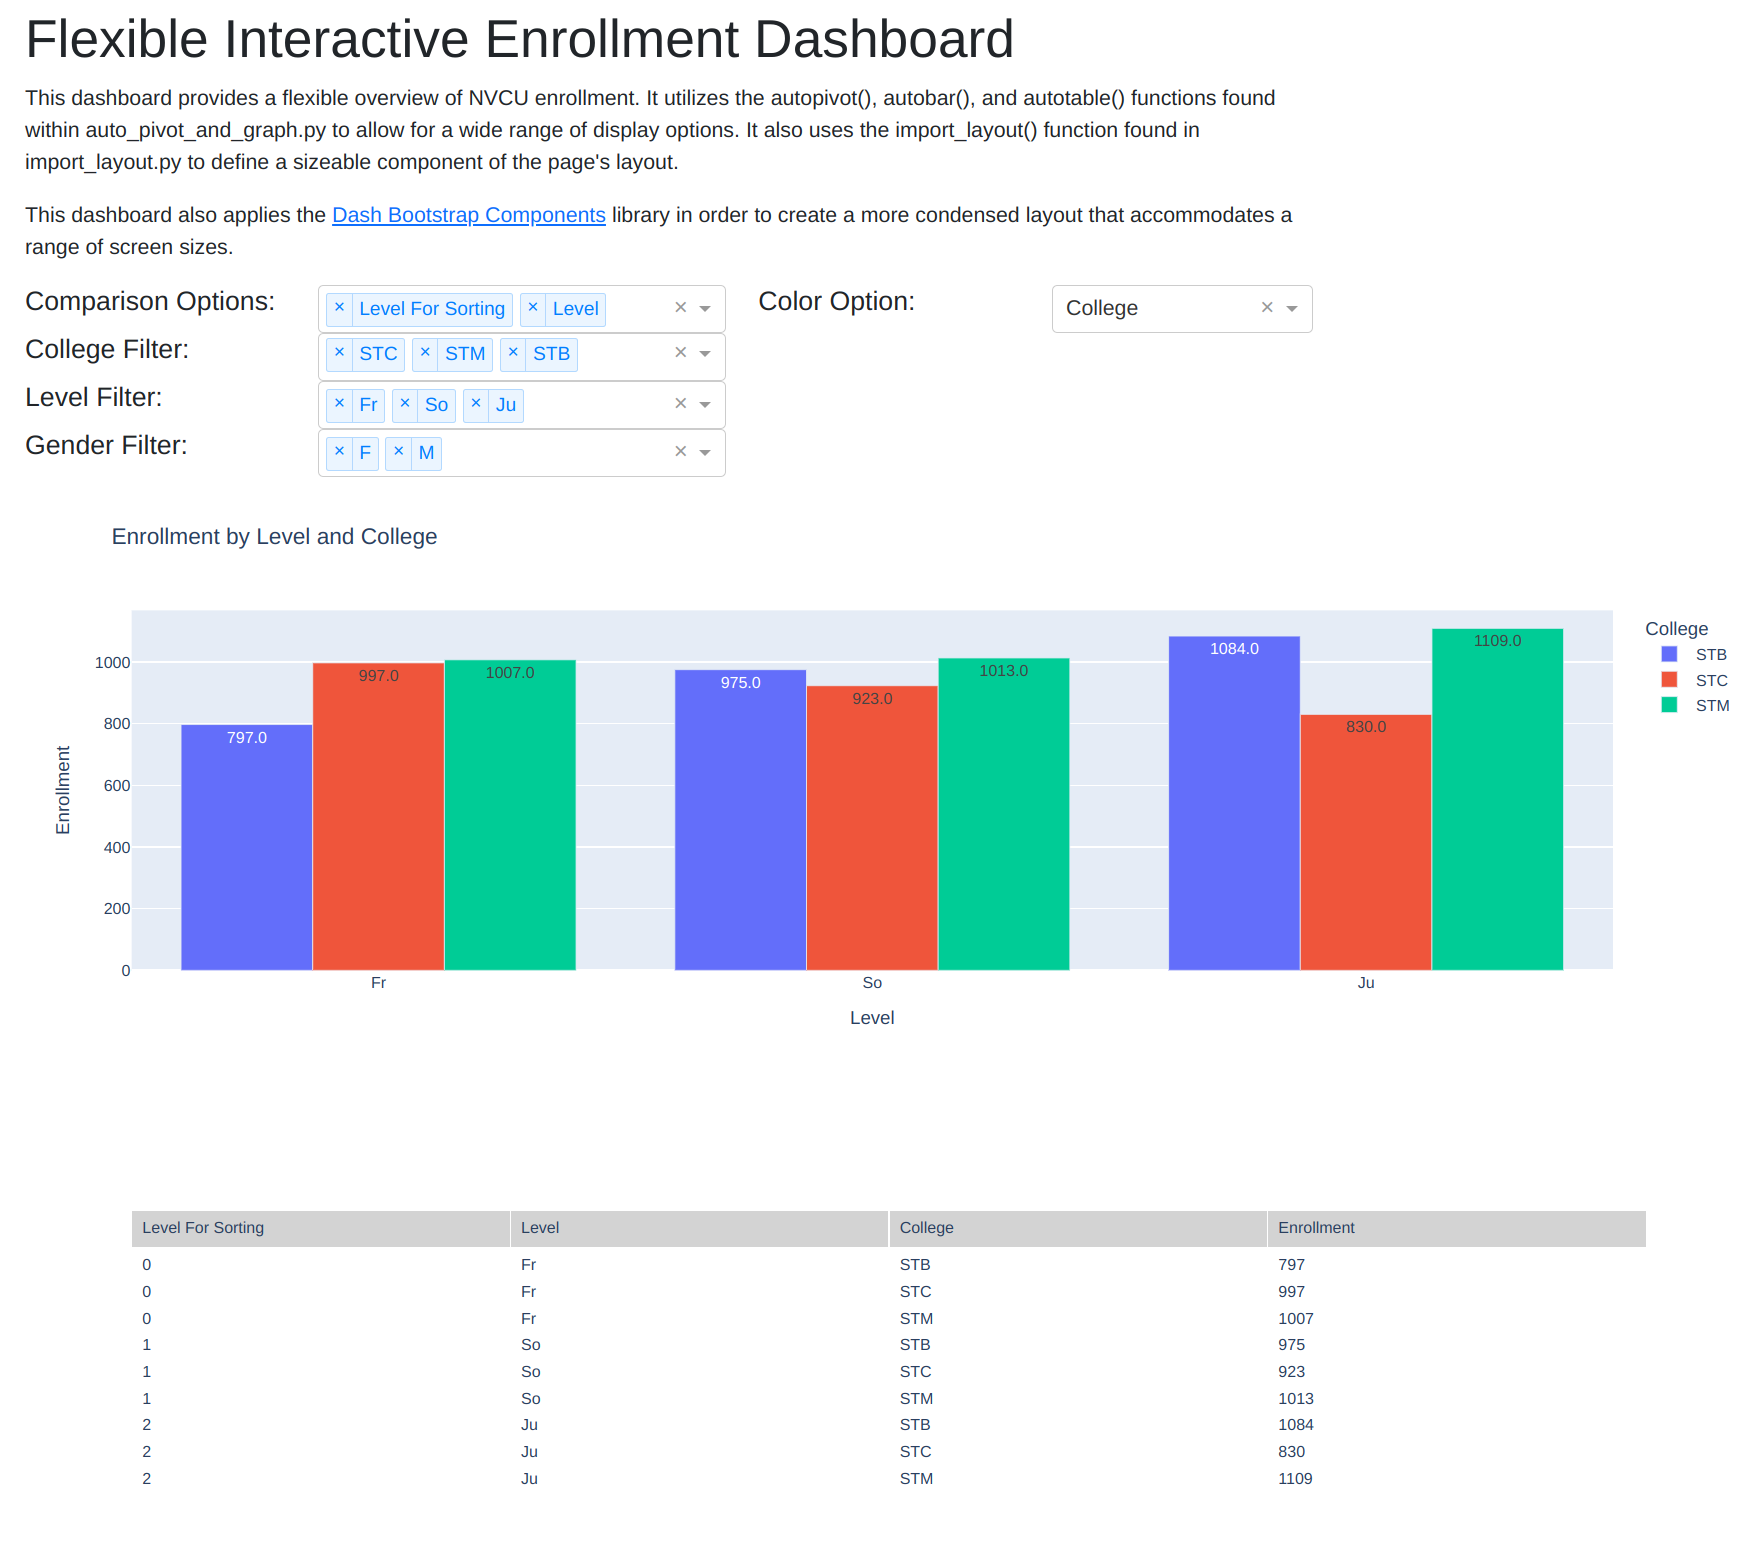 Flexible Interactive Enrollment Dashboard
This dashboard provides a flexible overview of NVCU enrollment. It utilizes the autopivot(), autobar(), and autotable() functions found
within auto_pivot_and_graph.py to allow for a wide range of display options. It also uses the import_layout() function found in
import_layout.py to define a sizeable component of the page's layout.
This dashboard also applies the Dash Bootstrap Components library in order to create a more condensed layout that accommodates a
range of screen sizes.
Comparison Options: × Level For Sorting × Level × Color Option: College ×
College Filter: × STC × STM × STB ×
Level Filter: × Fr × So × Ju ×
Gender Filter: × F × M ×
Enrollment by Level and College
College
STB
STC
STM
1000
800
600
400
200
0
Enrollment
797.0 997.0 1007.0 975.0 923.0 1013.0 1084.0 830.0 1109.0
Fr So Ju
Level
Level For Sorting Level College Enrollment
0 Fr STB 797
0 Fr STC 997
0 Fr STM 1007
1 So STB 975
1 So STC 923
1 So STM 1013
2 Ju STB 1084
2 Ju STC 830
2 Ju STM 1109